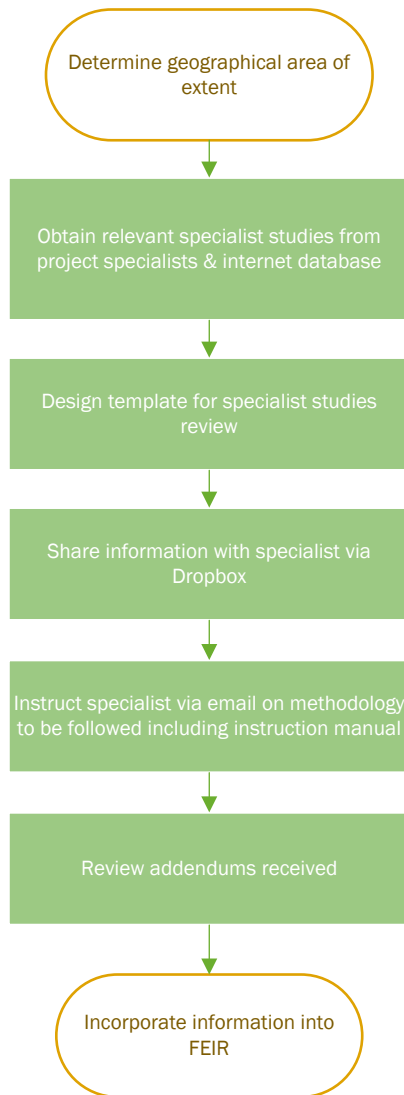 Determine geographical area of
extent
Obtain relevant specialist studies from
project specialists & internet database
Design template for specialist studies
review
Share information with specialist via
Dropbox
Instruct specialist via email on methodology
to be followed including instruction manual
Review addendums received
Incorporate information into
FEIR